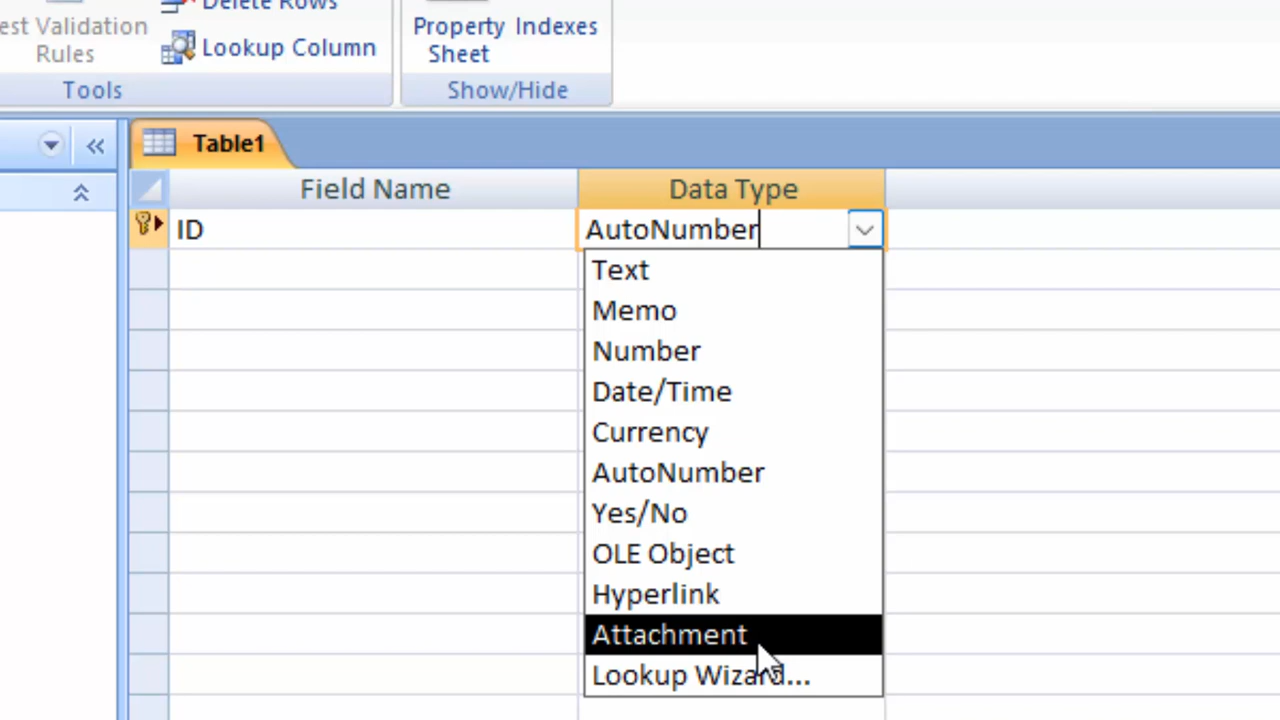 Delete Rows
est Validation
Rules
Lookup Column
Property Indexes
Sheet
Tools
Show/Hide
Table1
Field Name
Data Type
ID
AutoNumber
Text
Memo
Number
Date/Time
Currency
AutoNumber
Yes/No
OLE Object
Hyperlink
Attachment
Lookup Wizard...